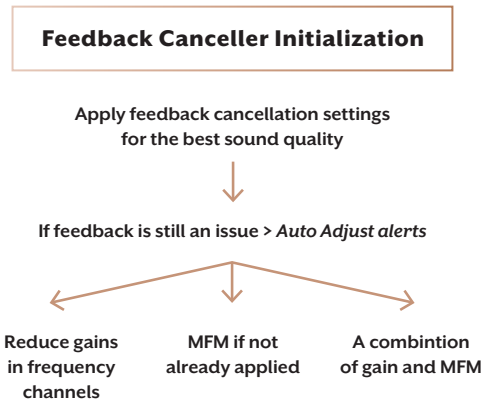 Feedback Canceller Initialization
Apply feedback cancellation settings
for the best sound quality
If feedback is still an issue > Auto Adjust alerts
Reduce gains
in frequency
channels
MFM if not
already applied
A combintion
of gain and MFM